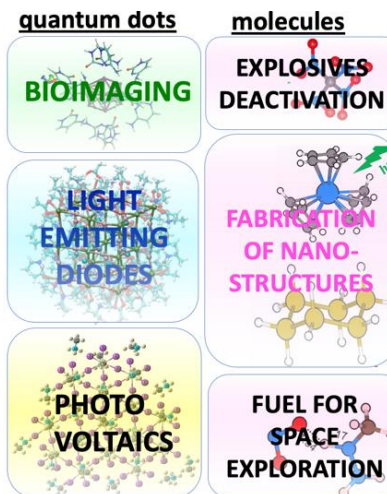 quantum dots
BIOIMAGING
LIGHT
EMITTING
DIODES
PHOTO
VOLTAICS
molecules
EXPLOSIVES
DEACTIVATION
FABRICATION
OF NANO-
STRUCTURES
FUEL FOR
SPACE
EXPLORATION